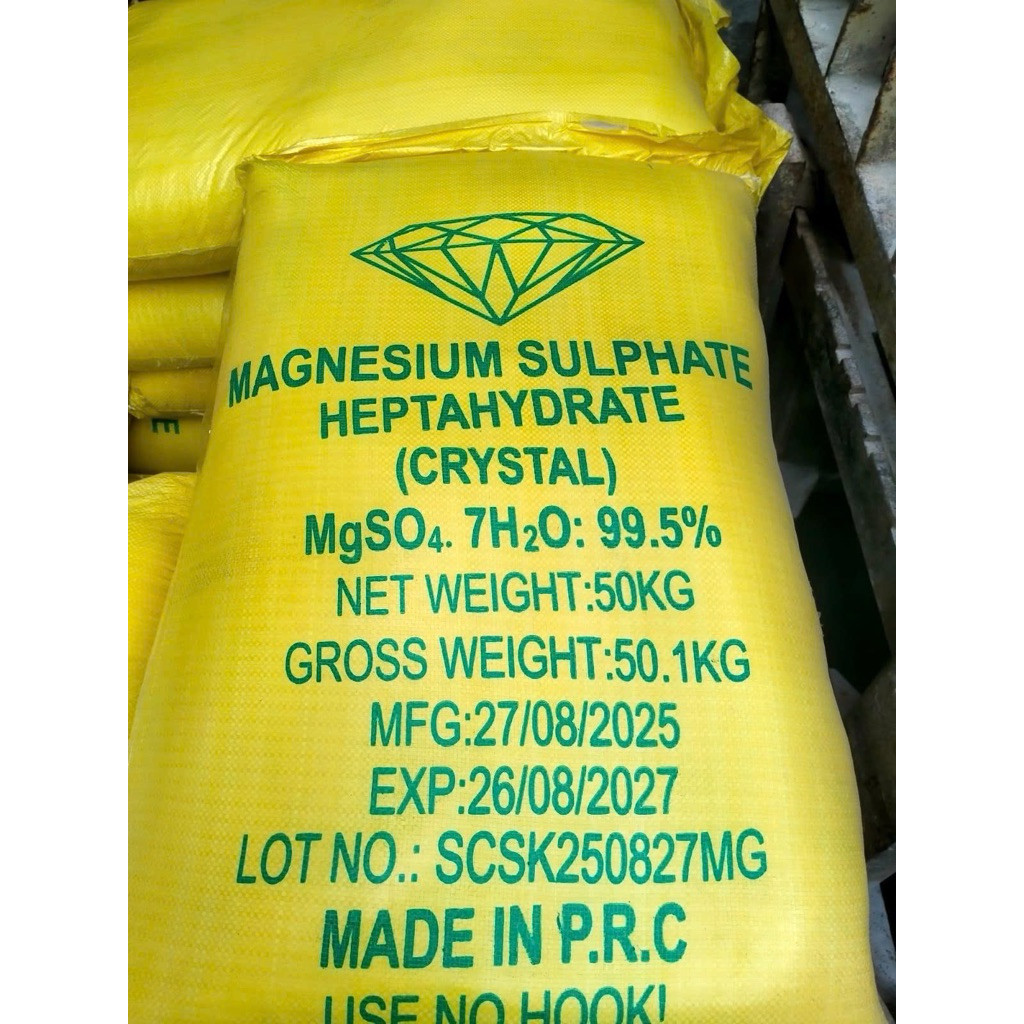 MAGNESIUM SULPHATE
HEPTAHYDRATE
(CRYSTAL)
MgSO₄. 7H₂O: 99.5%
NET WEIGHT:50KG
GROSS WEIGHT:50.1KG
MFG:27/08/2025
EXP:26/08/2027
LOT NO.: SCSK250827MG
MADE IN P.R.C
USE NO HOOK!